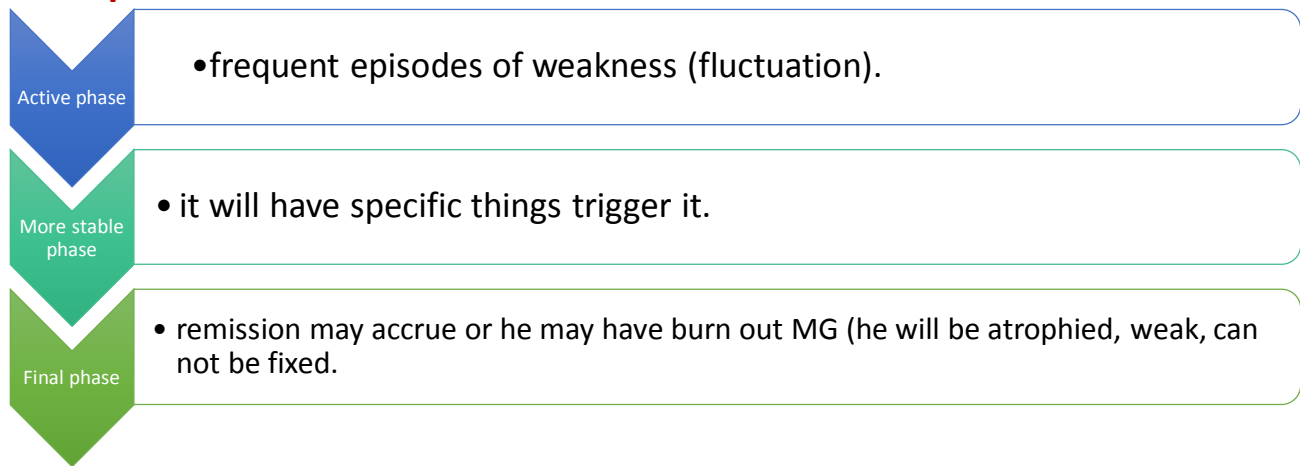 Active phase
•frequent episodes of weakness (fluctuation).
More stable
phase
• it will have specific things trigger it.
Final phase
• remission may accrue or he may have burn out MG (he will be atrophied, weak, can
not be fixed.